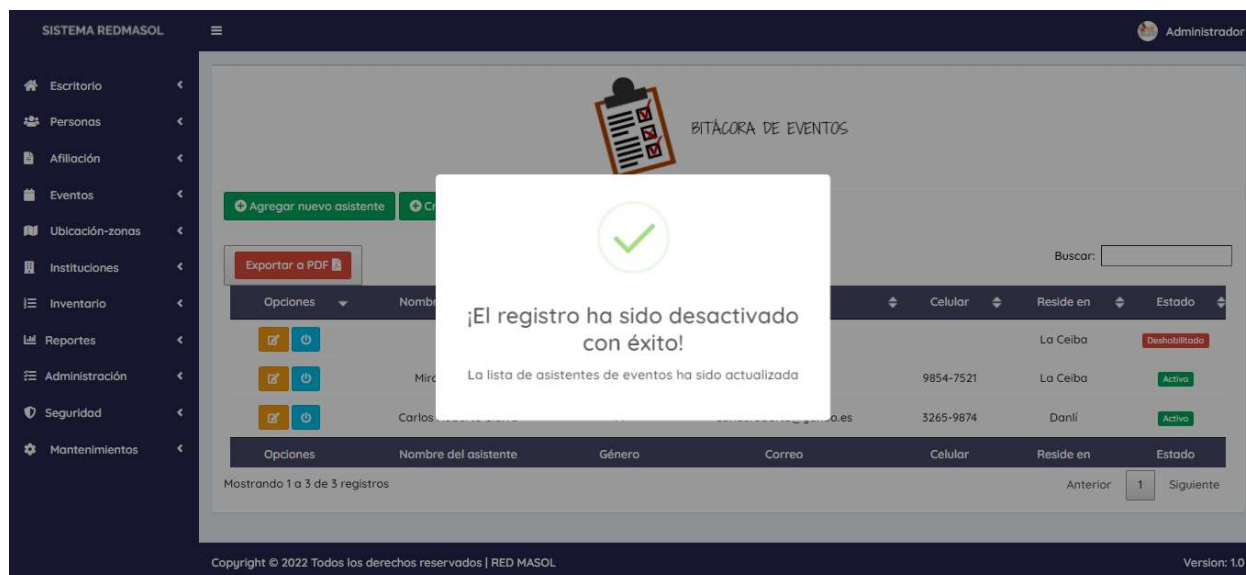 SISTEMA REDMASOL
Administrador
Escritorio
Personas
Afiliación
Eventos
Ubicación-zonas
Instituciones
Inventario
Reportes
Administración
Seguridad
Mantenimientos
BITÁCORA DE EVENTOS
Agregar nuevo asistente
Exportar a PDF
Buscar:
Opciones Celular Reside en Estado
La Ceiba Deshabilitado
9854-7521 La Ceiba Activo
Carlos 3265-9874 Danlí Activo
Opciones Nombre del asistente Género Correo Celular Reside en Estado
Mostrando 1 a 3 de 3 registros
Anterior 1 Siguiente
¡El registro ha sido desactivado
con éxito!
La lista de asistentes de eventos ha sido actualizada
Copyright © 2022 Todos los derechos reservados | RED MASOL
Version: 1.0